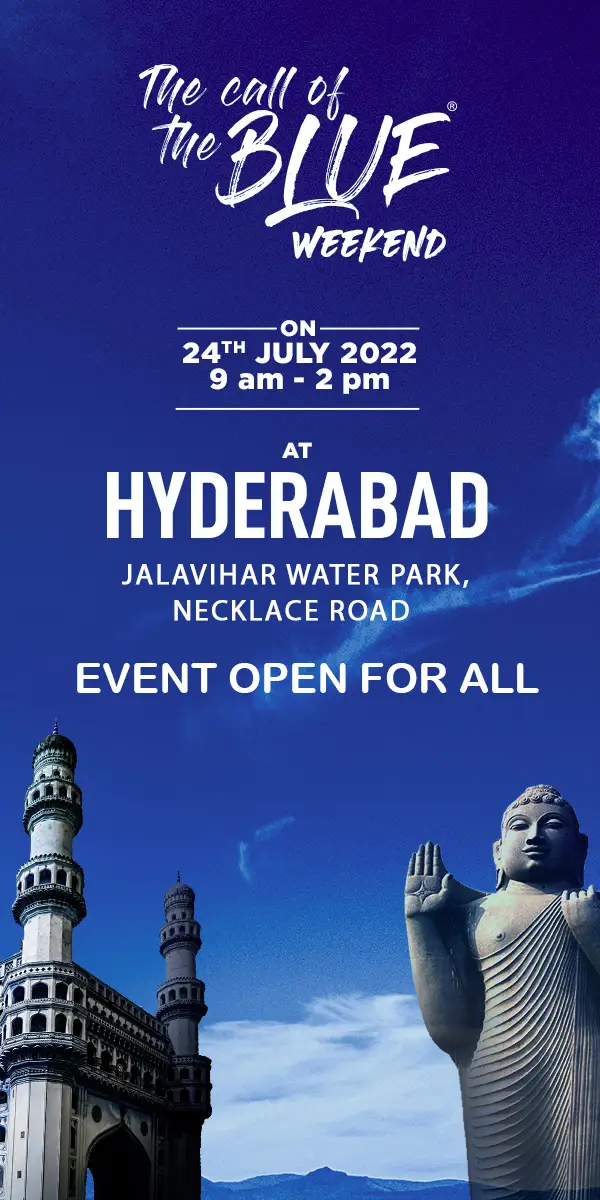 The call of
the BLUE®
WEEKEND
ON
24TH JULY 2022
9 am - 2 pm
AT
HYDERABAD
JALAVIHAR WATER PARK,
NECKLACE ROAD
EVENT OPEN FOR ALL